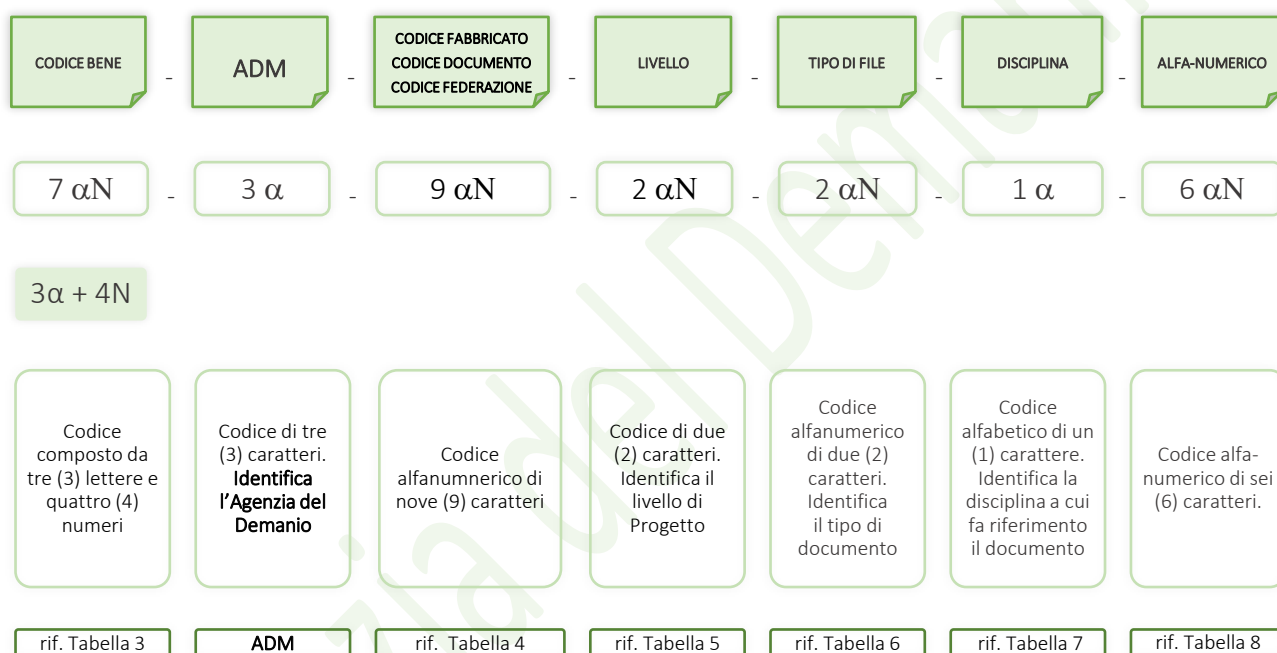 CODICE BENE
-
ADM
-
CODICE FABBRICATO
CODICE DOCUMENTO
CODICE FEDERAZIONE
-
LIVELLO
-
TIPO DI FILE
-
DISCIPLINA
-
ALFA-NUMERICO
7 αN
-
3 α
-
9 αN
-
2 αN
-
2 αN
-
1 α
-
6 αN
3α + 4N
Codice
composto da
tre (3) lettere e
quattro (4)
numeri
Codice di tre
(3) caratteri.
Identifica
l'Agenzia del
Demanio
Codice
alfanumnerico di
nove (9) caratteri
Codice di due
(2) caratteri.
Identifica il
livello di
Progetto
Codice
alfanumerico
di due (2)
caratteri.
Identifica
il tipo di
documento
Codice
alfabetico di un
(1) carattere.
Identifica la
disciplina a cui
fa riferimento
il documento
Codice alfa-
numerico di sei
(6) caratteri.
rif. Tabella 3
ADM
rif. Tabella 4
rif. Tabella 5
rif. Tabella 6
rif. Tabella 7
rif. Tabella 8
zia del Dema